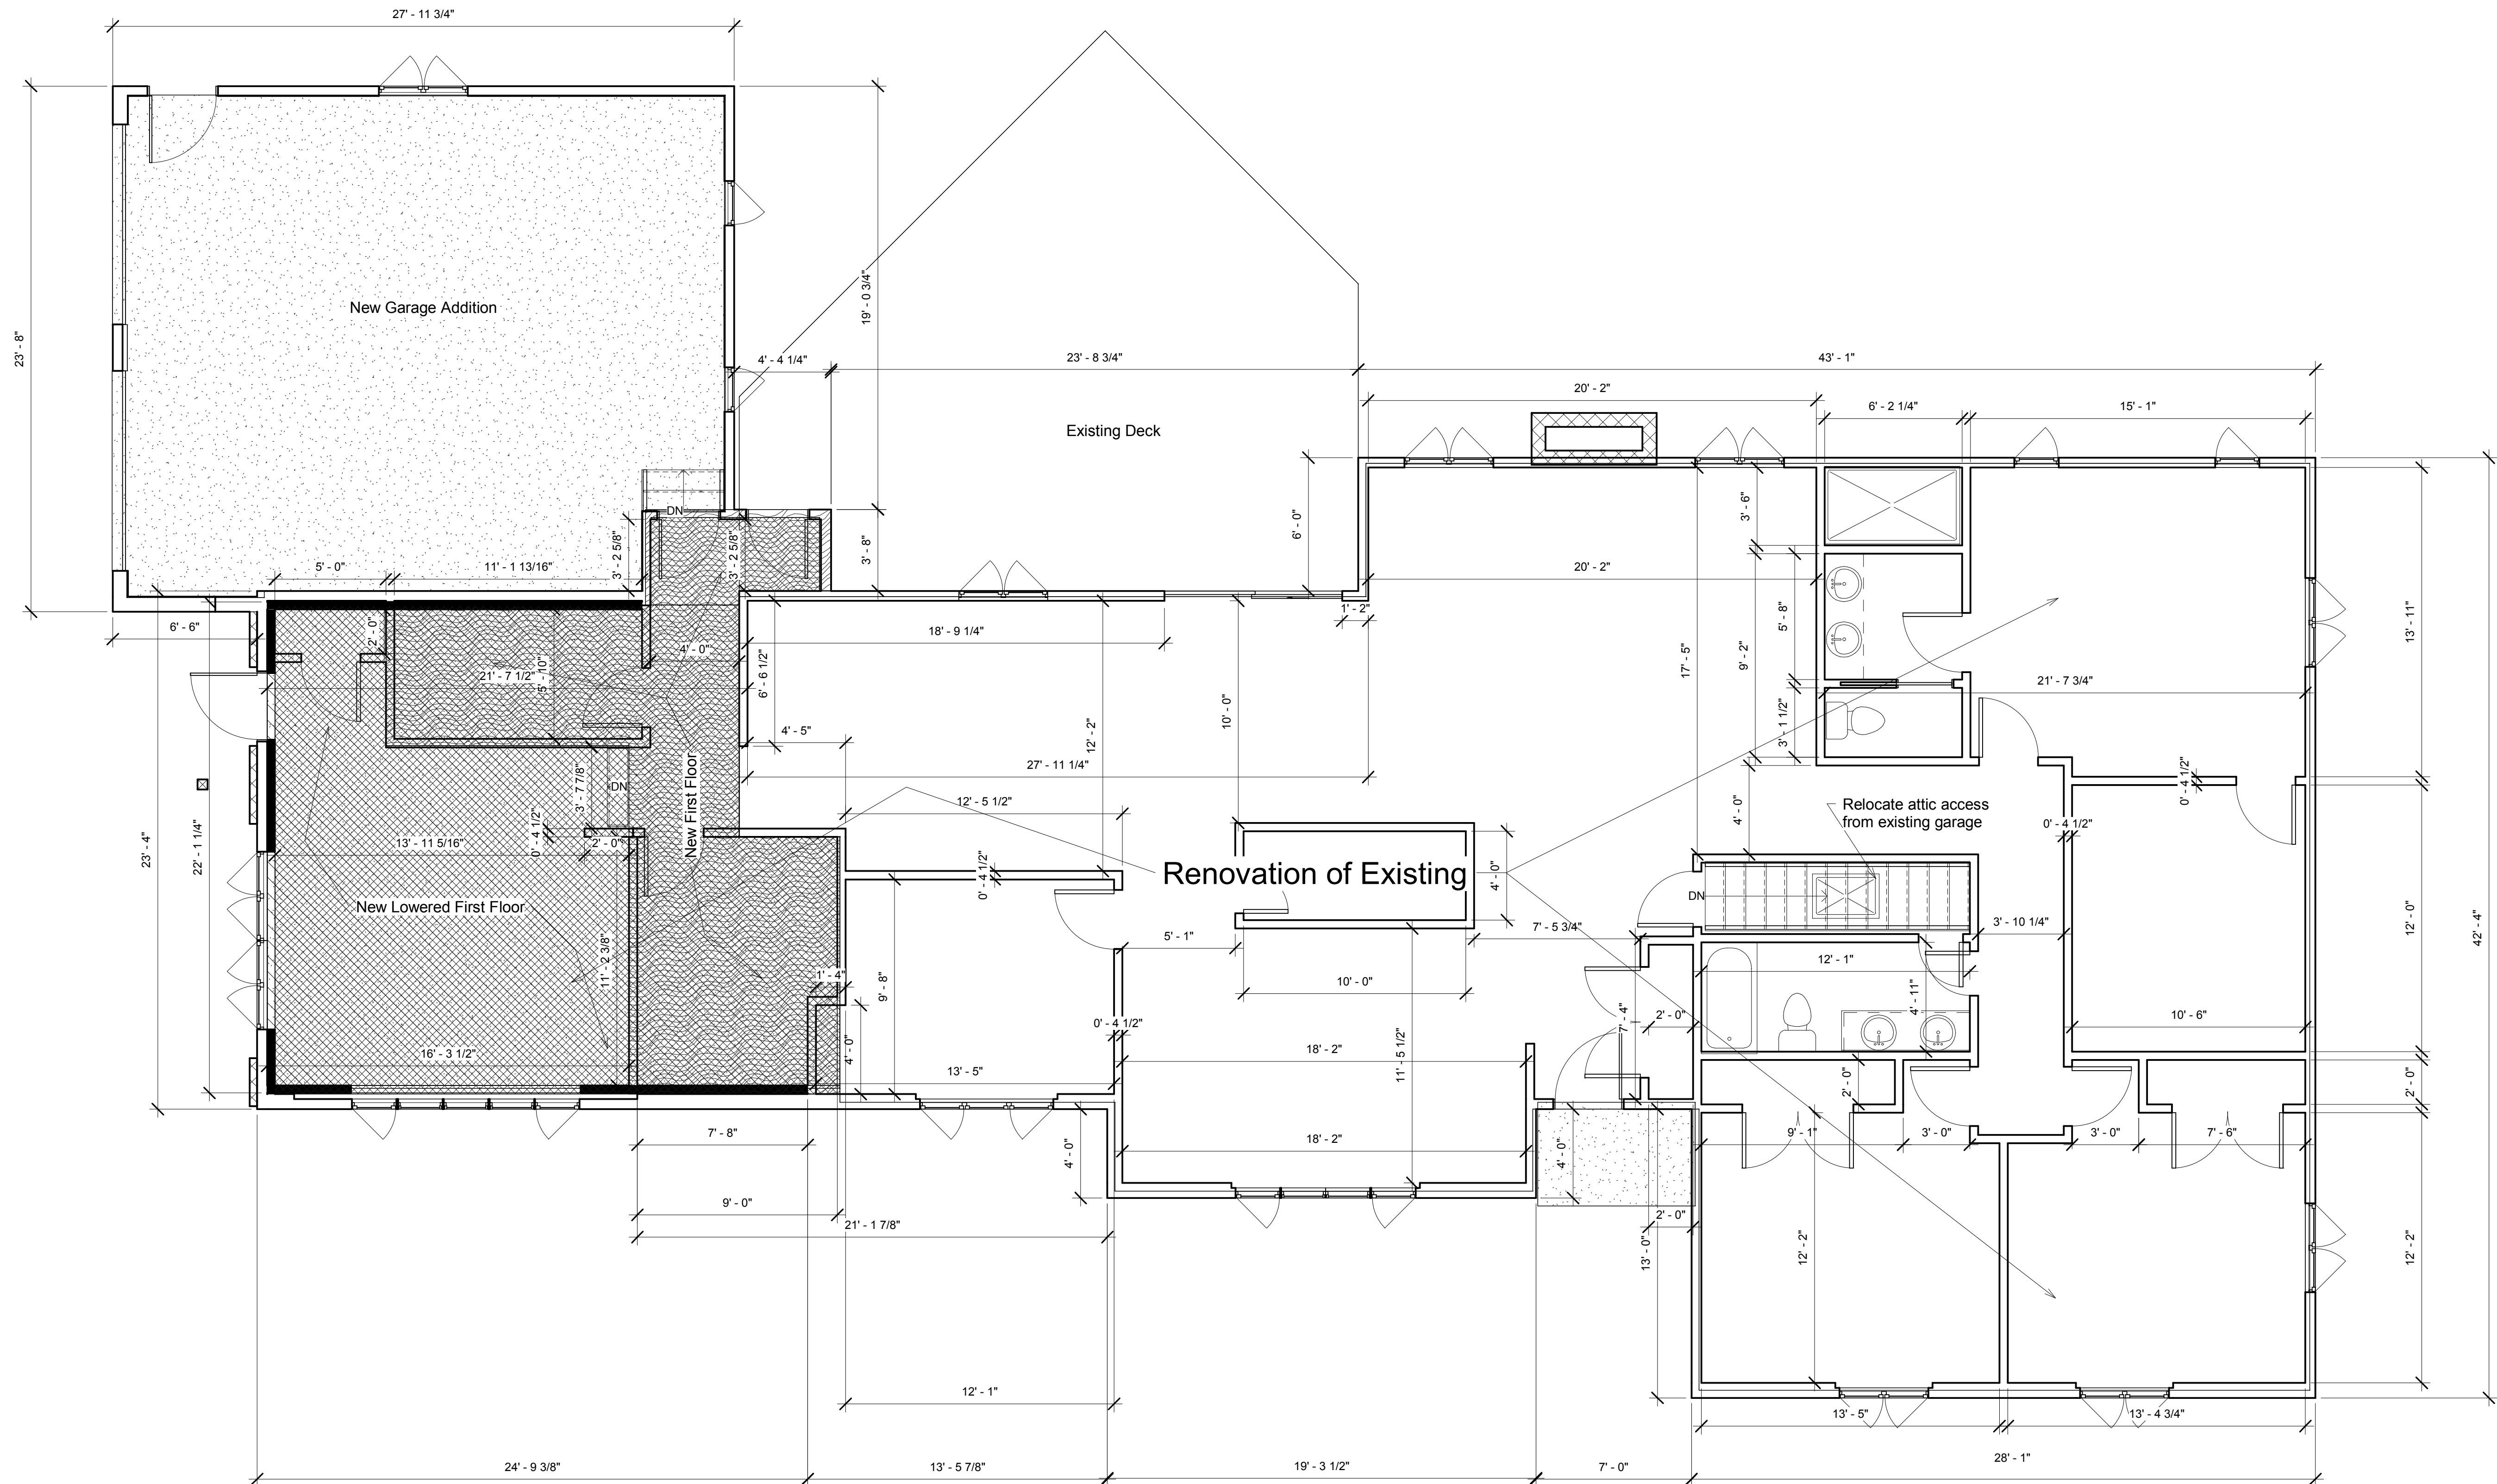 27' - 11 3/4"
23' - 8"
19' - 0 3/4"
New Garage Addition
4' - 4 1/4"
23' - 8 3/4"
43' - 1"
20' - 2"
6' - 2 1/4"
15' - 1"
Existing Deck
DN
3' - 6"
6' - 0"
3' - 8"
3' - 2 5/8"
3' - 2 5/8"
5' - 0"
11' - 1 13/16"
20' - 2"
1' - 2"
5' - 8"
13' - 11"
6' - 6"
2' - 0"
4' - 0"
18' - 9 1/4"
17' - 5"
9' - 2"
21' - 7 1/2"
5' - 10"
6' - 6 1/2"
10' - 0"
21' - 7 3/4"
4' - 5"
12' - 2"
3' - 1 1/2"
27' - 11 1/4"
3' - 7 7/8"
DN
New First Floor
12' - 5 1/2"
4' - 0"
Relocate attic access
from existing garage
0' - 4 1/2"
0' - 4 1/2"
23' - 4"
22' - 1 1/4"
13' - 11 5/16"
0' - 4 1/2"
2' - 0"
0' - 4 1/2"
Renovation of Existing
4' - 0"
DN
New Lowered First Floor
5' - 1"
7' - 5 3/4"
3' - 10 1/4"
12' - 0"
42' - 4"
11' - 2 3/8"
1' - 4"
9' - 8"
10' - 0"
12' - 1"
4' - 11"
0' - 4 1/2"
7' - 4"
2' - 0"
10' - 6"
16' - 3 1/2"
4' - 0"
13' - 5"
18' - 2"
11' - 5 1/2"
2' - 0"
2' - 0"
7' - 8"
4' - 0"
18' - 2"
4' - 0"
9' - 1"
3' - 0"
3' - 0"
7' - 6"
9' - 0"
21' - 1 7/8"
2' - 0"
13' - 0"
12' - 2"
12' - 2"
12' - 1"
13' - 5"
13' - 4 3/4"
24' - 9 3/8"
13' - 5 7/8"
19' - 3 1/2"
7' - 0"
28' - 1"